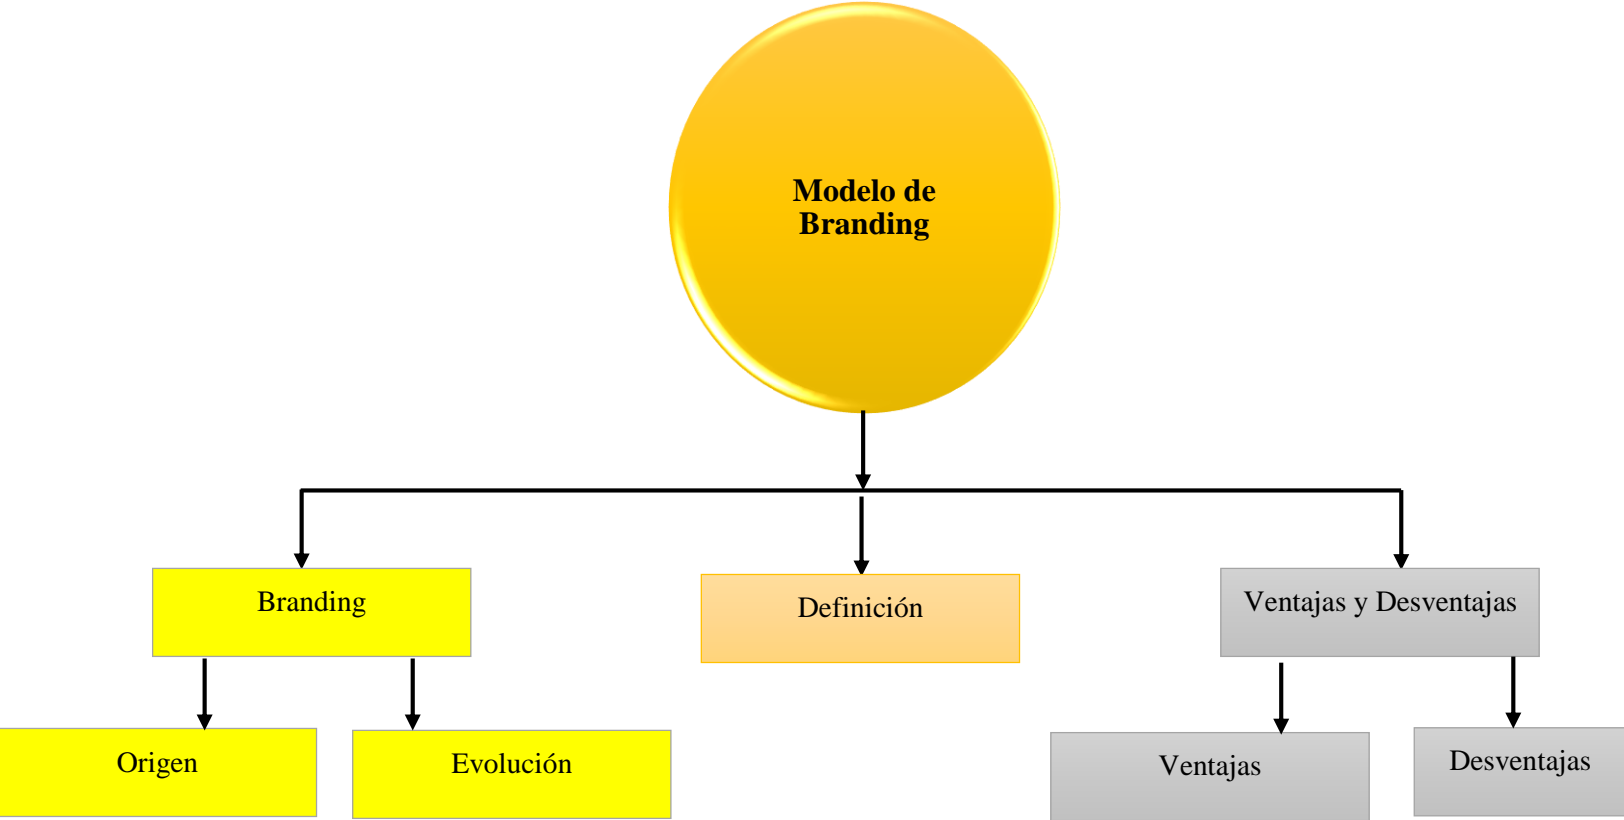 Modelo de
Branding
Branding
Definición
Ventajas y Desventajas
Origen
Evolución
Ventajas
Desventajas